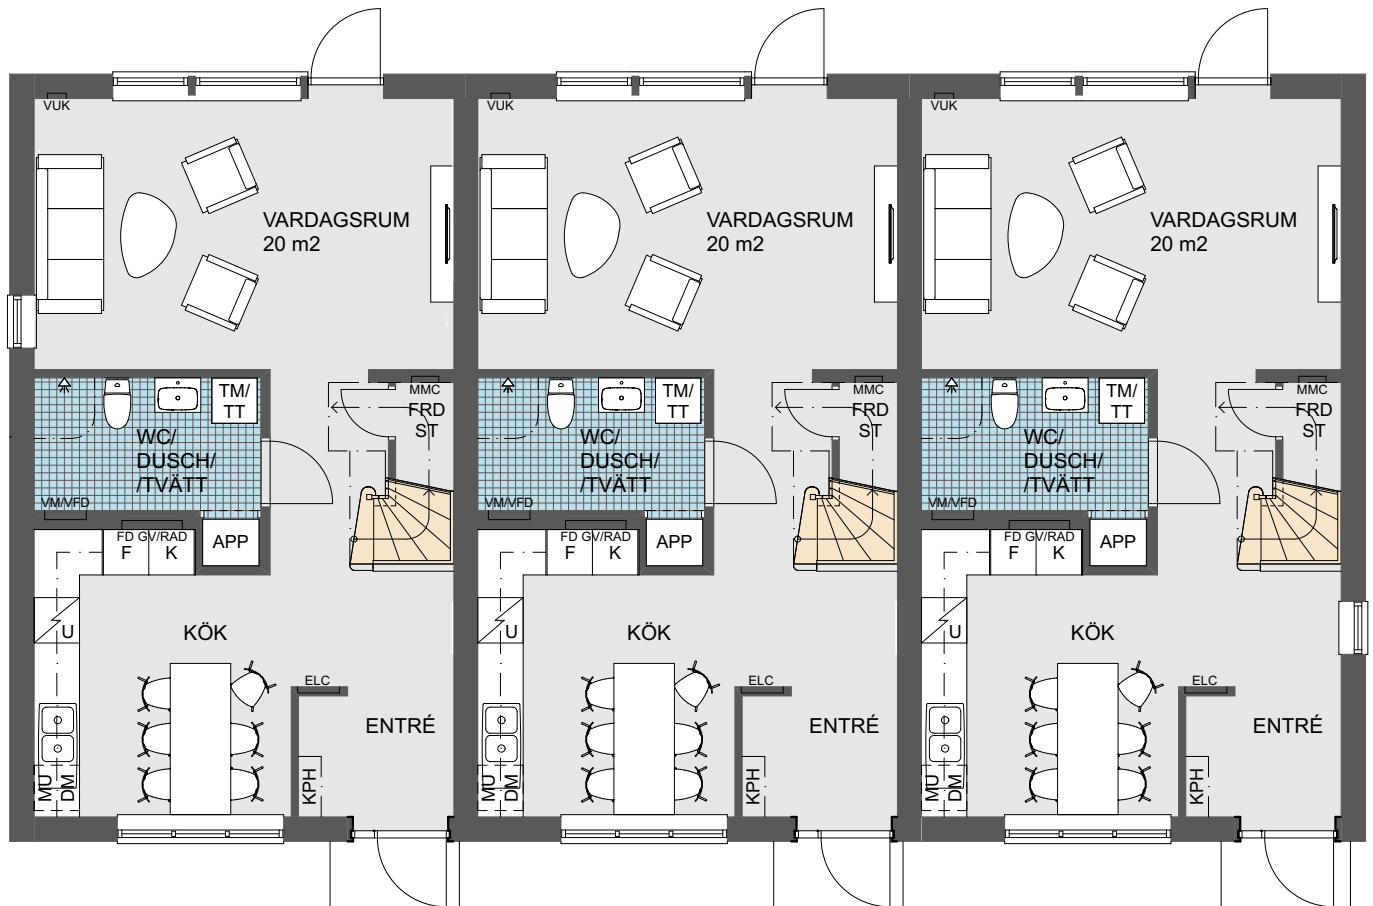 VUK
VARDAGSRUM
20 m2
MMC
FRD
ST
TM/
TT
WC/
DUSCH/
/TVÄTT
VM/VFD
FD GV/RAD
F K
APP
U
KÖK
ELC
ENTRÉ
KPH
MU
DM
VUK
VARDAGSRUM
20 m2
MMC
FRD
ST
TM/
TT
WC/
DUSCH/
/TVÄTT
VM/VFD
FD GV/RAD
F K
APP
U
KÖK
ELC
ENTRÉ
KPH
MU
DM
VUK
VARDAGSRUM
20 m2
MMC
FRD
ST
TM/
TT
WC/
DUSCH/
/TVÄTT
VM/VFD
FD GV/RAD
F K
APP
U
KÖK
ELC
ENTRÉ
KPH
MU
DM